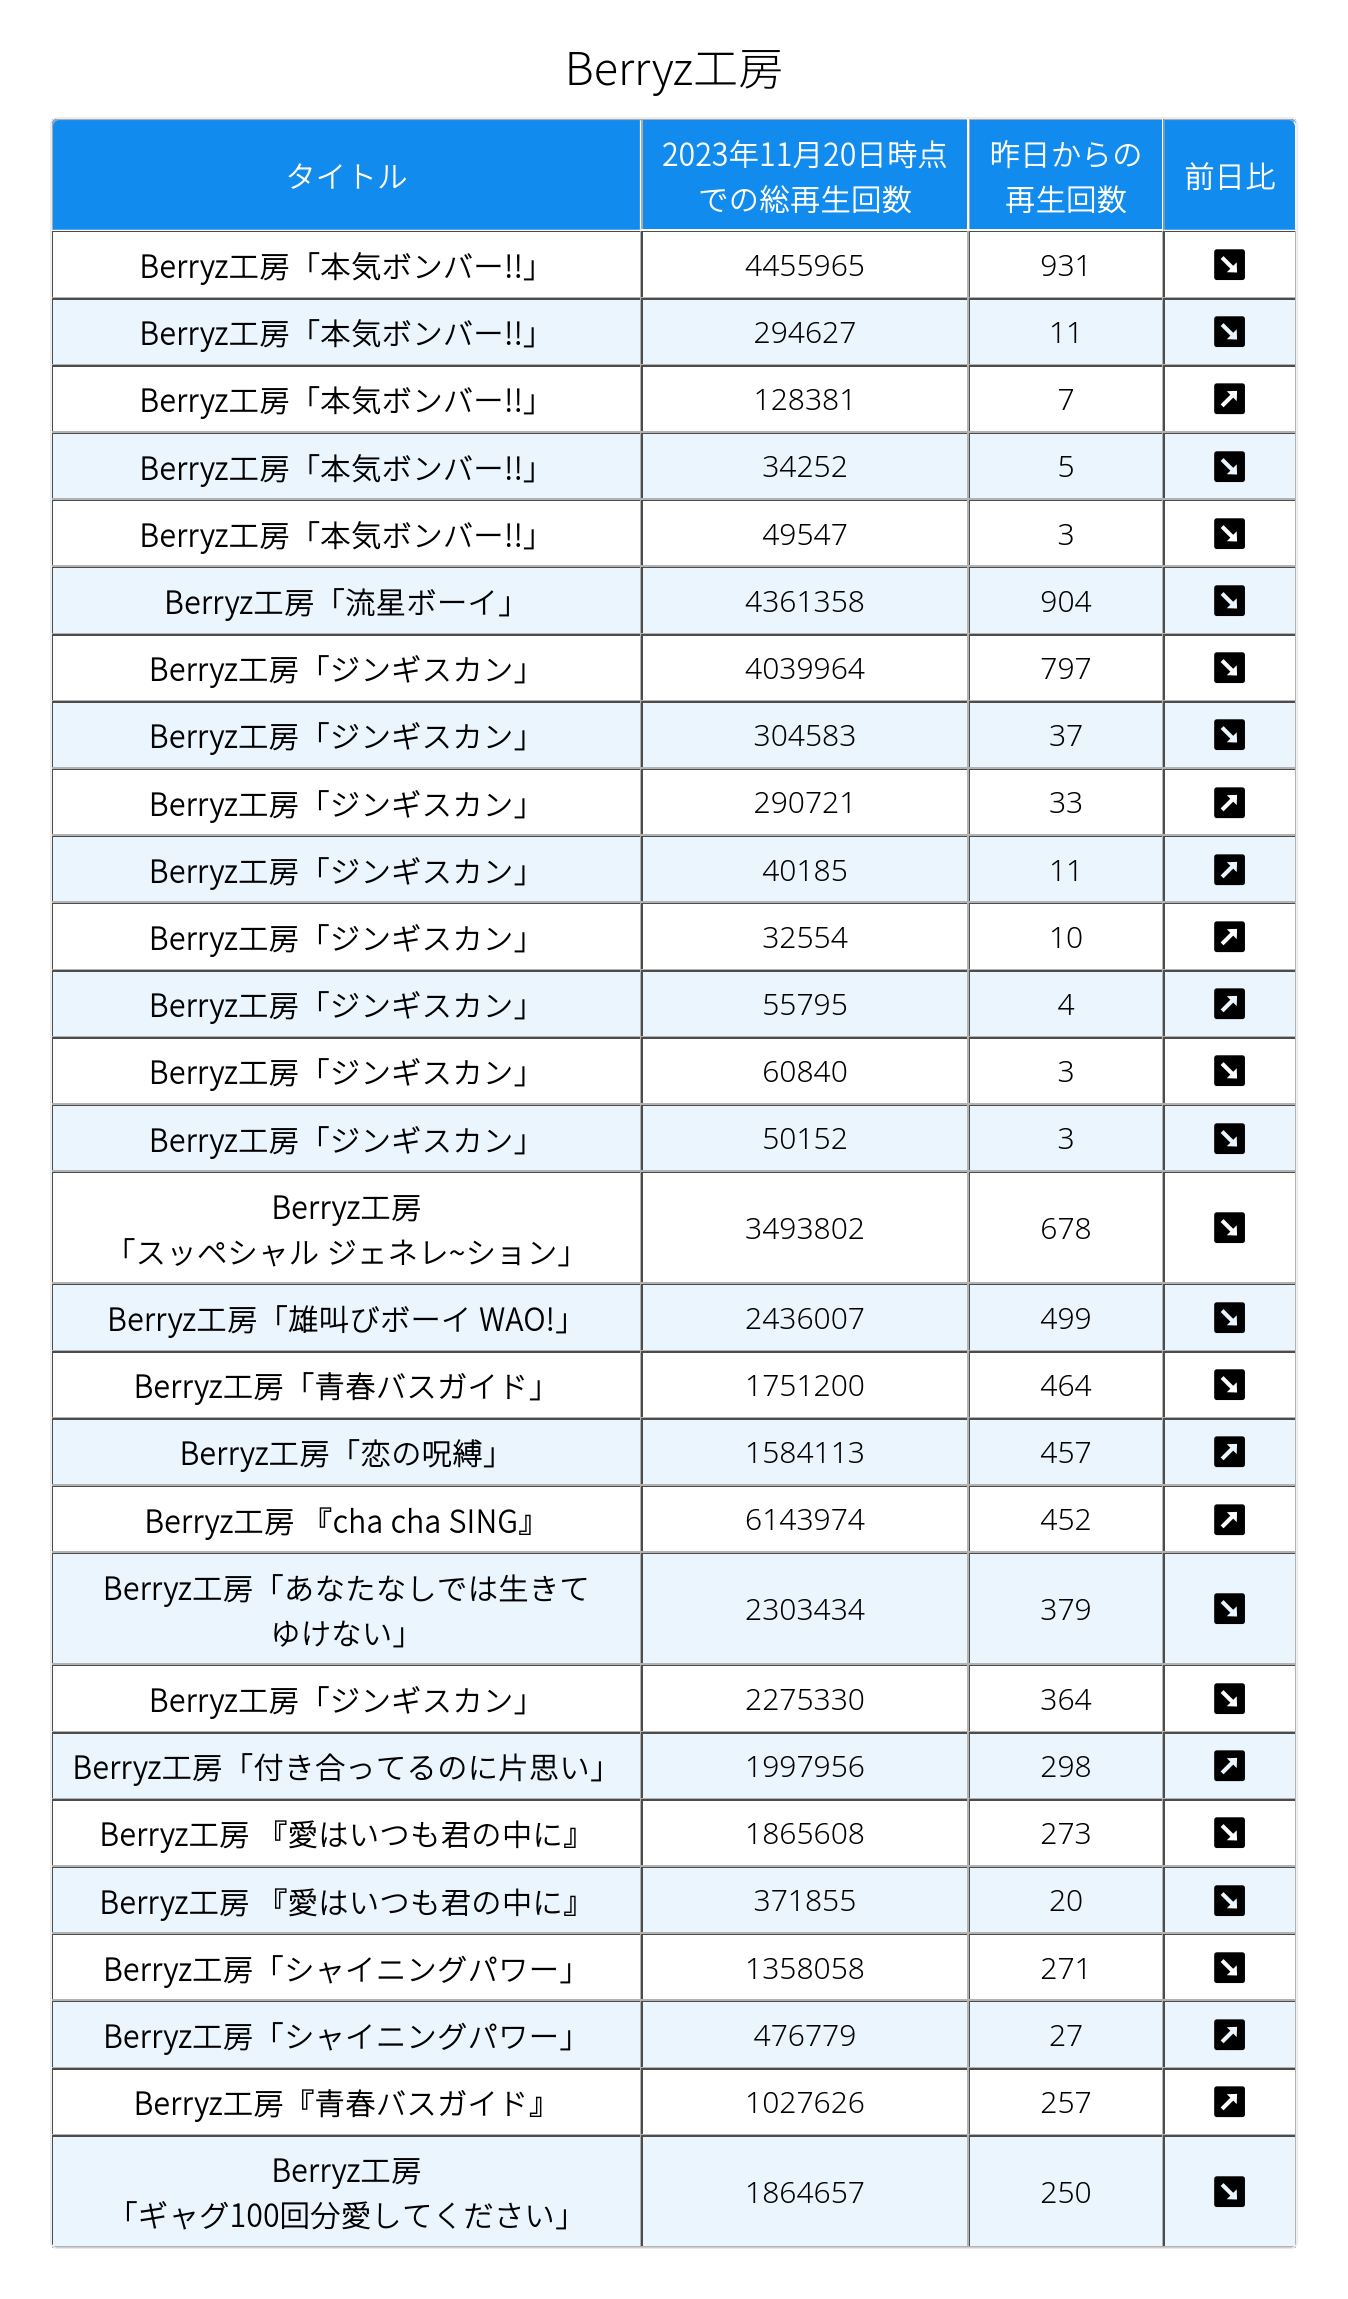 Berryz工房
タイトル
2023年11月20日時点
での総再生回数
昨日からの
再生回数
前日比
Berryz工房「本気ボンバー!!」 4455965 931
Berryz工房「本気ボンバー!!」 294627 11
Berryz工房「本気ボンバー!!」 128381 7
Berryz工房「本気ボンバー!!」 34252 5
Berryz工房「本気ボンバー!!」 49547 3
Berryz工房「流星ボーイ」 4361358 904
Berryz工房「ジンギスカン」 4039964 797
Berryz工房「ジンギスカン」 304583 37
Berryz工房「ジンギスカン」 290721 33
Berryz工房「ジンギスカン」 40185 11
Berryz工房「ジンギスカン」 32554 10
Berryz工房「ジンギスカン」 55795 4
Berryz工房「ジンギスカン」 60840 3
Berryz工房「ジンギスカン」 50152 3
Berryz工房
「スッペシャル ジェネレ~ション」 3493802 678
Berryz工房「雄叫びボーイ WAO!」 2436007 499
Berryz工房「青春バスガイド」 1751200 464
Berryz工房「恋の呪縛」 1584113 457
Berryz工房 『cha cha SING』 6143974 452
Berryz工房「あなたなしでは生きて
ゆけない」 2303434 379
Berryz工房「ジンギスカン」 2275330 364
Berryz工房「付き合ってるのに片思い」 1997956 298
Berryz工房 『愛はいつも君の中に』 1865608 273
Berryz工房 『愛はいつも君の中に』 371855 20
Berryz工房「シャイニングパワー」 1358058 271
Berryz工房「シャイニングパワー」 476779 27
Berryz工房『青春バスガイド』 1027626 257
Berryz工房
「ギャグ100回分愛してください」 1864657 250